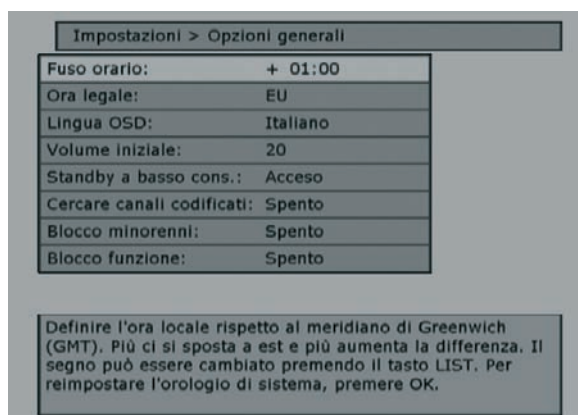 Impostazioni > Opzioni generali
Fuso orario: + 01:00
Ora legale: EU
Lingua OSD: Italiano
Volume iniziale: 20
Standby a basso cons.: Acceso
Cercare canali codificati: Spento
Blocco minorenni: Spento
Blocco funzione: Spento
Definire l'ora locale rispetto al meridiano di Greenwich
(GMT). Più ci si sposta a est e più aumenta la differenza. Il
segno può essere cambiato premendo il tasto LIST. Per
reimpostare l'orologio di sistema, premere OK.